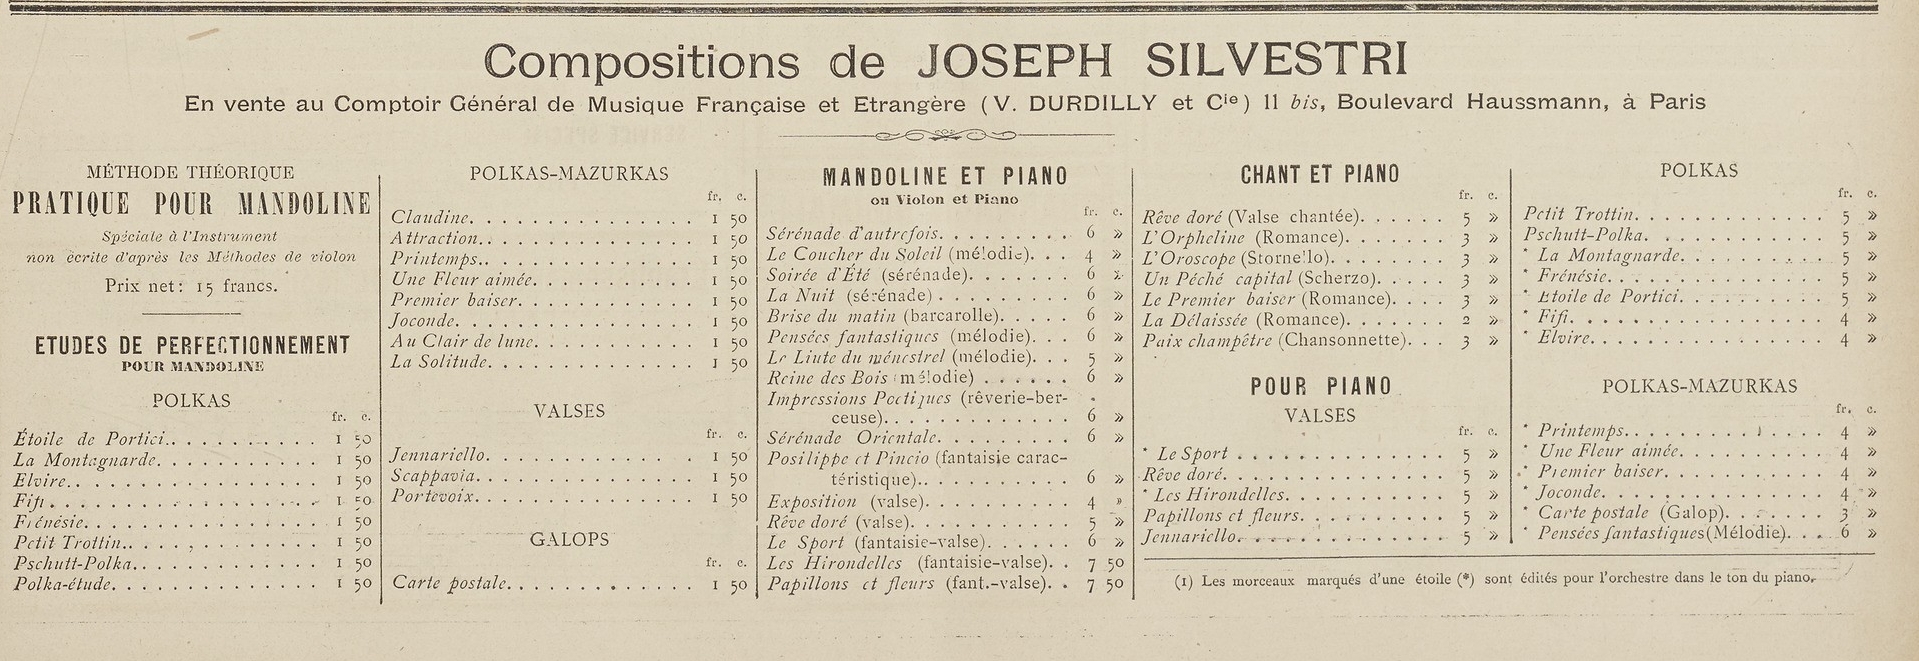 Compositions de JOSEPH SILVESTRI
En vente au Comptoir Général de Musique Française et Etrangère (V. DURDILLY et Cie) 11 bis, Boulevard Haussmann, à Paris
MÉTHODE THÉORIQUE
PRATIQUE POUR MANDOLINE
Spéciale à l'Instrument
non écrite d'après les Méthodes de violon
Prix net: 15 francs.
ETUDES DE PERFECTIONNEMENT
POUR MANDOLINE
POLKAS
fr. c.
Étoile de Portici. . . . . . . . . . . 1 50
La Montagnarde. . . . . . . . . . . 1 50
Elvire. . . . . . . . . . . . . . . 1 50
Fifi. . . . . . . . . . . . . . . . 1 50
Frénésie. . . . . . . . . . . . . . 1 50
Petit Trottin. . . . . . . . . . . . 1 50
Pschutt-Polka. . . . . . . . . . . . 1 50
Polka-étude. . . . . . . . . . . . . 1 50
POLKAS-MAZURKAS
fr. c.
Claudine. . . . . . . . . . . . . . 1 50
Attraction. . . . . . . . . . . . . 1 50
Printemps. . . . . . . . . . . . . . 1 50
Une Fleur aimée. . . . . . . . . . . 1 50
Premier baiser. . . . . . . . . . . 1 50
Joconde. . . . . . . . . . . . . . . 1 50
Au Clair de lune. . . . . . . . . . 1 50
La Solitude. . . . . . . . . . . . . 1 50
VALSES
fr. c.
Jennariello. . . . . . . . . . . . . 1 50
Scappavia. . . . . . . . . . . . . . 1 50
Portevoix. . . . . . . . . . . . . . 1 50
GALOPS
fr. c.
Carte postale. . . . . . . . . . . . 1 50
MANDOLINE ET PIANO
ou Violon et Piano
fr. c.
Sérénade d'autrefois. . . . . . . . . 6 »
Le Coucher du Soleil (mélodie). . . 4 »
Soirée d'Été (sérénade). . . . . . . 6 »
La Nuit (sérénade) . . . . . . . . . 6 »
Brise du matin (barcarolle). . . . . 6 »
Pensées fantastiques (mélodie). . . . 6 »
Le Liute du ménestrel (mélodie). . . 5 »
Reine des Bois (mélodie) . . . . . . 6 »
Impressions Poétiques (rêverie-ber-
ceuse). . . . . . . . . . . . . . . 6 »
Sérénade Orientale. . . . . . . . . 6 »
Posilippe et Pincio (fantaisie carac-
téristique). . . . . . . . . . . . . 6 »
Exposition (valse). . . . . . . . . . 4 »
Rêve doré (valse). . . . . . . . . . 5 »
Le Sport (fantaisie-valse). . . . . . 6 »
Les Hirondelles (fantaisie-valse). . 7 50
Papillons et fleurs (fant.-valse). . 7 50
CHANT ET PIANO
fr. c.
Rêve doré (Valse chantée). . . . . . 5 »
L'Orpheline (Romance). . . . . . . . 3 »
L'Oroscope (Stornello). . . . . . . . 3 »
Un Péché capital (Scherzo). . . . . . 3 »
Le Premier baiser (Romance). . . . . 3 »
La Délaissée (Romance). . . . . . . . 2 »
Paix champêtre (Chansonnette). . . . 3 »
POUR PIANO
VALSES
fr. c.
* Le Sport . . . . . . . . . . . . . 5 »
Rêve doré. . . . . . . . . . . . . . 5 »
* Les Hirondelles. . . . . . . . . . 5 »
Papillons et fleurs. . . . . . . . . 5 »
Jennariello. . . . . . . . . . . . . 5 »
POLKAS
fr. c.
Petit Trottin. . . . . . . . . . . . 5 »
Pschutt-Polka. . . . . . . . . . . . 5 »
* La Montagnarde. . . . . . . . . . . 5 »
* Frénésie. . . . . . . . . . . . . . 5 »
* Etoile de Portici. . . . . . . . . 5 »
* Fifi. . . . . . . . . . . . . . . . 4 »
* Elvire. . . . . . . . . . . . . . . 4 »
POLKAS-MAZURKAS
fr. c.
* Printemps. . . . . . . . . . . . . 4 »
* Une Fleur aimée. . . . . . . . . . 4 »
* Premier baiser. . . . . . . . . . . 4 »
* Joconde. . . . . . . . . . . . . . 4 »
* Carte postale (Galop). . . . . . . 3 »
* Pensées fantastiques (Mélodie). . . 6 »
(1) Les morceaux marqués d'une étoile (*) sont édités pour l'orchestre dans le ton du piano.